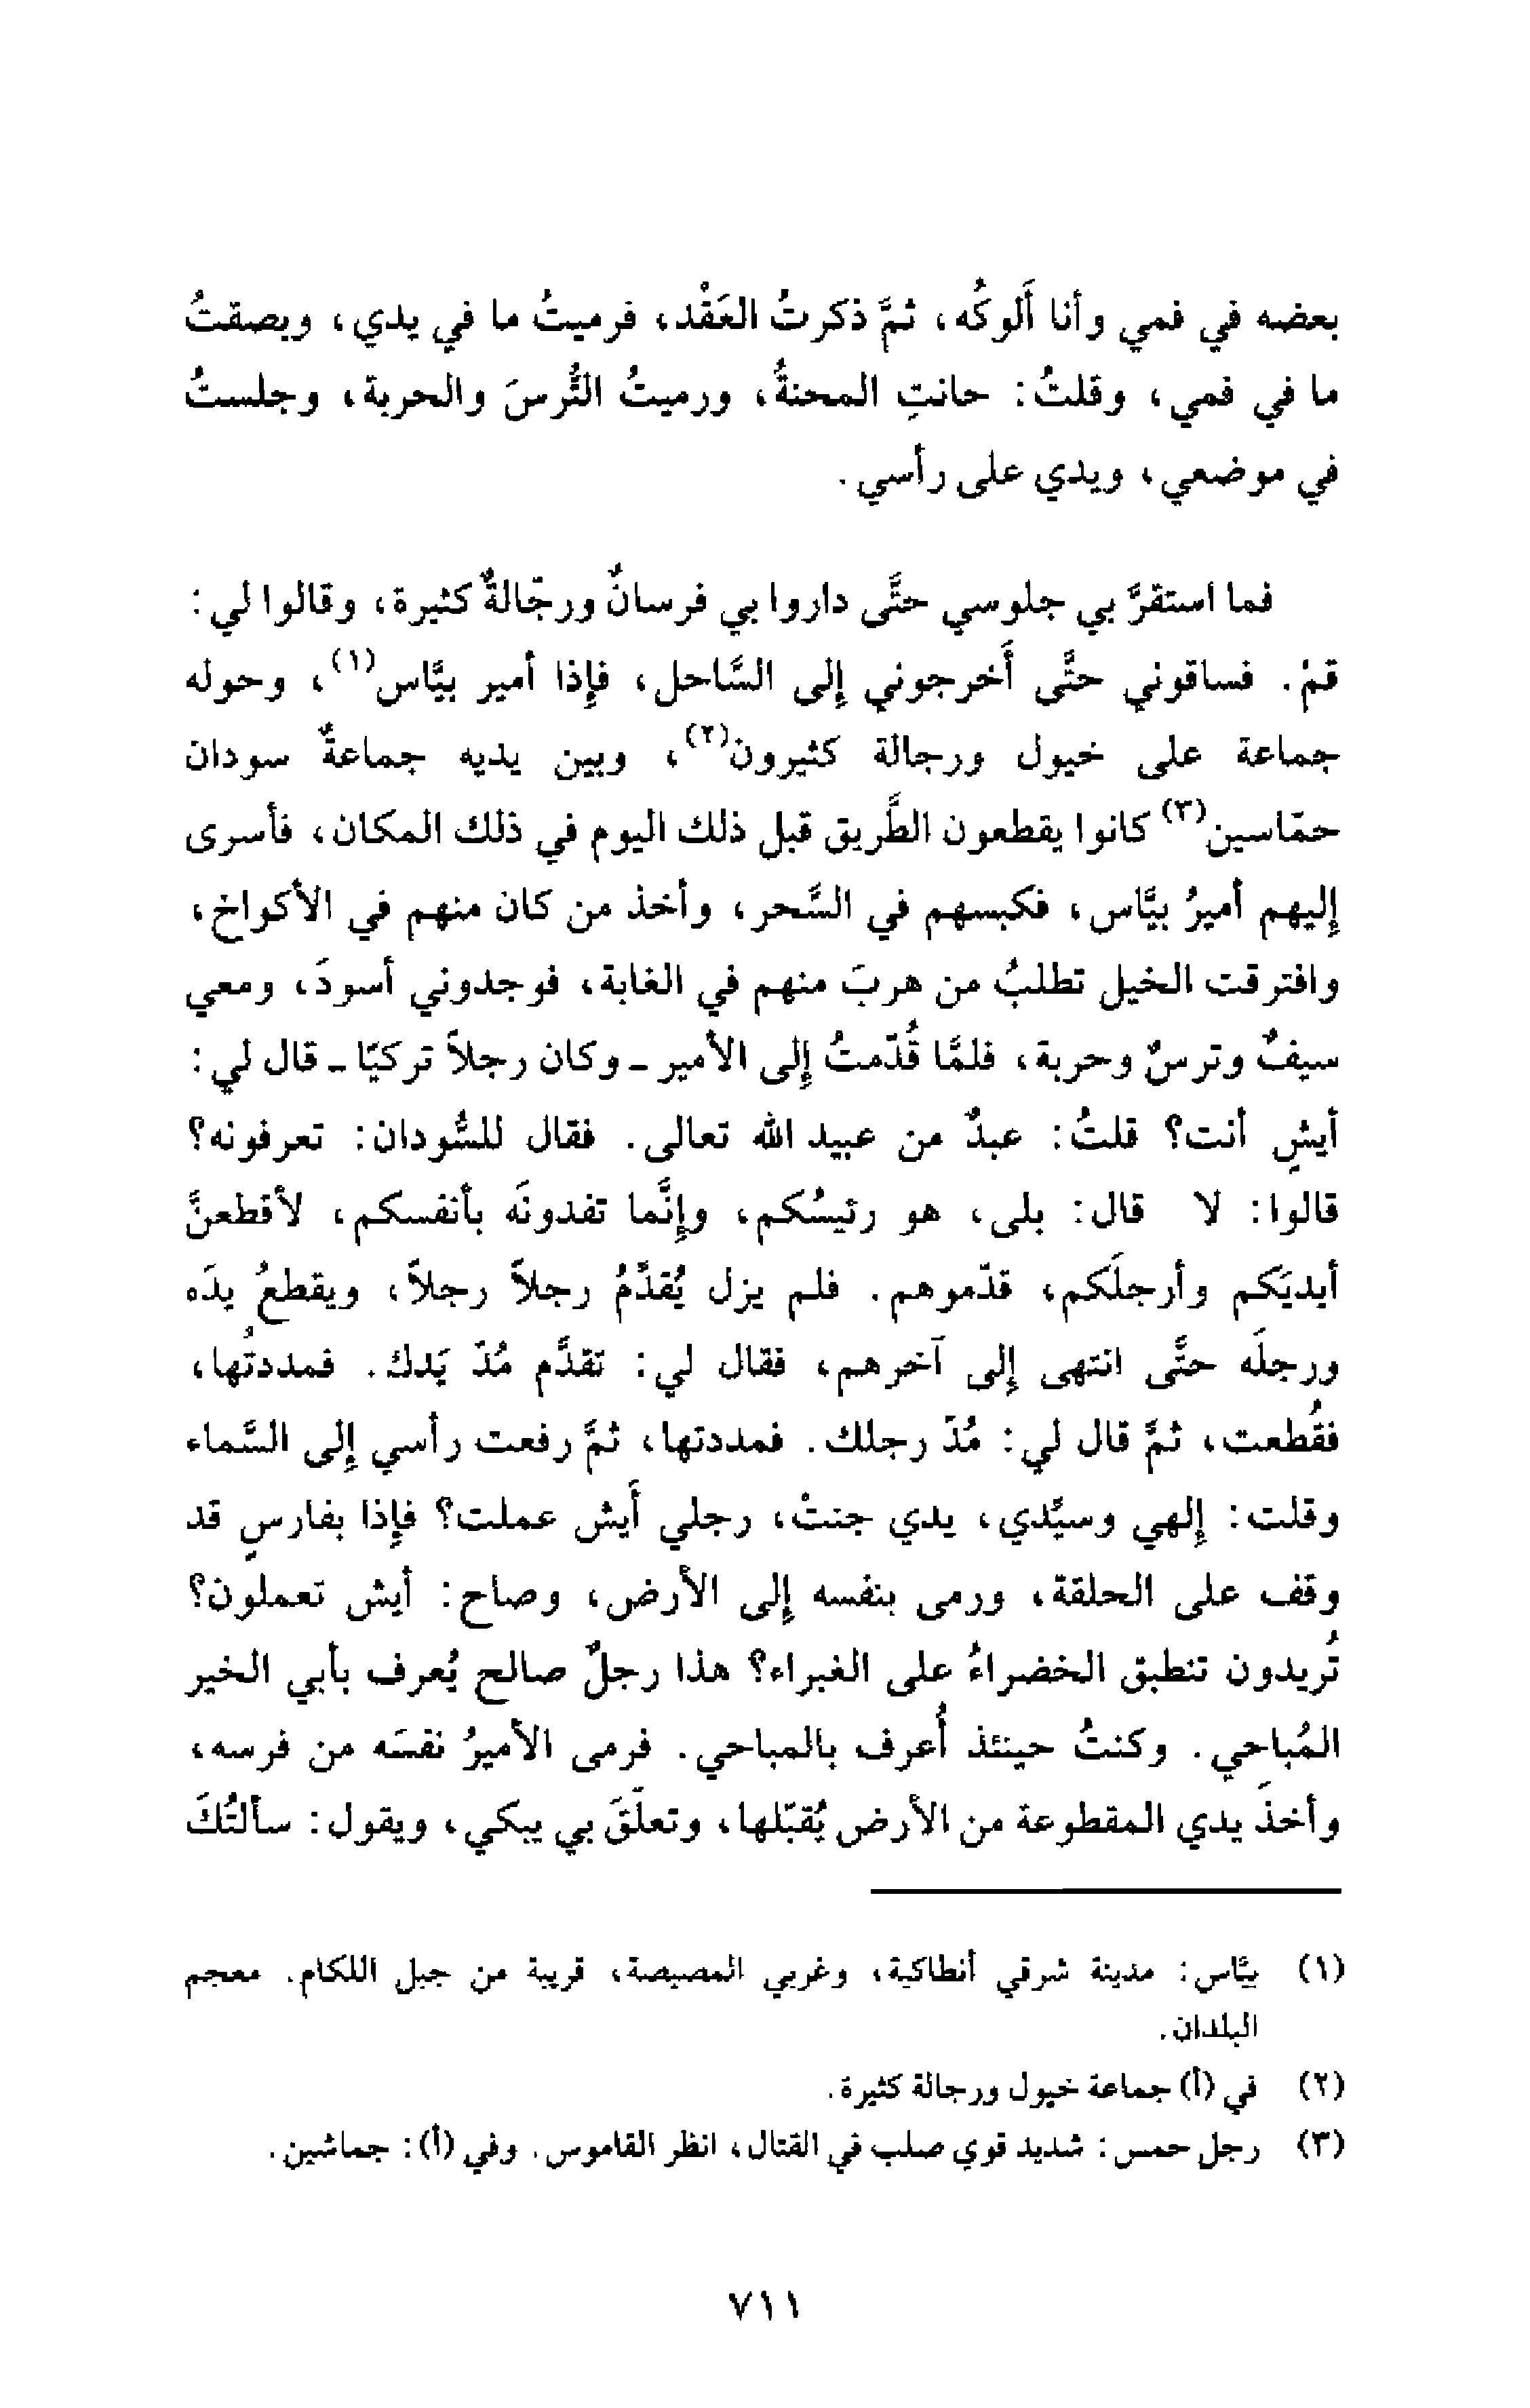 بعضه في فمي وأنا أَلوكُه، ثمَّ ذكرتُ العَقْد، فرميتُ ما في يدي، وبصقتُ
ما في فمي، وقلتُ: حانتِ المحنةُ، ورميتُ التُّرسَ والحربة، وجلستُ
في موضعي، ويدي على رأسي.
فما استقرَّ بي جلوسي حتَّى داروا بي فرسانٌ ورجّالةٌ كثيرة، وقالوا لي:
قمْ. فساقوني حتَّى أَخرجوني إلى السَّاحل، فإذا أمير بيَّاس(١)، وحوله
جماعة على خيول ورجالة كثيرون(٢)، وبين يديه جماعةٌ سودان
حمّاسين(٣) كانوا يقطعون الطَّريق قبل ذلك اليوم في ذلك المكان، فأسرى
إليهم أميرُ بيَّاس، فكبسهم في السَّحر، وأخذ من كان منهم في الأكواخ،
وافترقت الخيل تطلبُ من هربَ منهم في الغابة، فوجدوني أسودَ، ومعي
سيفٌ وترسٌ وحربة، فلمَّا قُدّمتُ إلى الأمير - وكان رجلاً تركيًا - قال لي:
أيشٍ أنت؟ قلتُ: عبدٌ من عبيد الله تعالى. فقال للسُّودان: تعرفونه؟
قالوا: لا قال: بلى، هو رئيسُكم، وإنَّما تفدونَه بأنفسكم، لأقطعنَّ
أيديَكم وأرجلَكم، قدّموهم. فلم يزل يُقدَّمُ رجلاً رجلاً، ويقطعُ يدَه
ورجلَه حتَّى انتهى إلى آخرهم، فقال لي: تقدَّم مُدّ يَدك. فمددتُها،
فقُطعت، ثمَّ قال لي: مُدّ رجلك. فمددتها، ثمَّ رفعت رأسي إلى السَّماء
وقلت: إلهي وسيِّدي، يدي جنتْ، رجلي أَيش عملت؟ فإذا بفارسٍ قد
وقف على الحلقة، ورمى بنفسه إلى الأرض، وصاح: أيش تعملون؟
تُريدون تنطبق الخضراءُ على الغبراء؟ هذا رجلٌ صالح يُعرف بأبي الخير
المُباحي. وكنتُ حينئذ أُعرف بالمباحي. فرمى الأميرُ نفسَه من فرسه،
وأخذَ يدي المقطوعة من الأرض يُقبّلها، وتعلّقَ بي يبكي، ويقول: سألتُكَ
(١) بيَّاس: مدينة شرقي أنطاكية، وغربي المصيصة، قريبة من جبل اللكام. معجم
البلدان.
(٢) في (أ) جماعة خيول ورجالة كثيرة.
(٣) رجل حمس: شديد قوي صلب في القتال، انظر القاموس. وفي (أ): جماشين.
٧١١